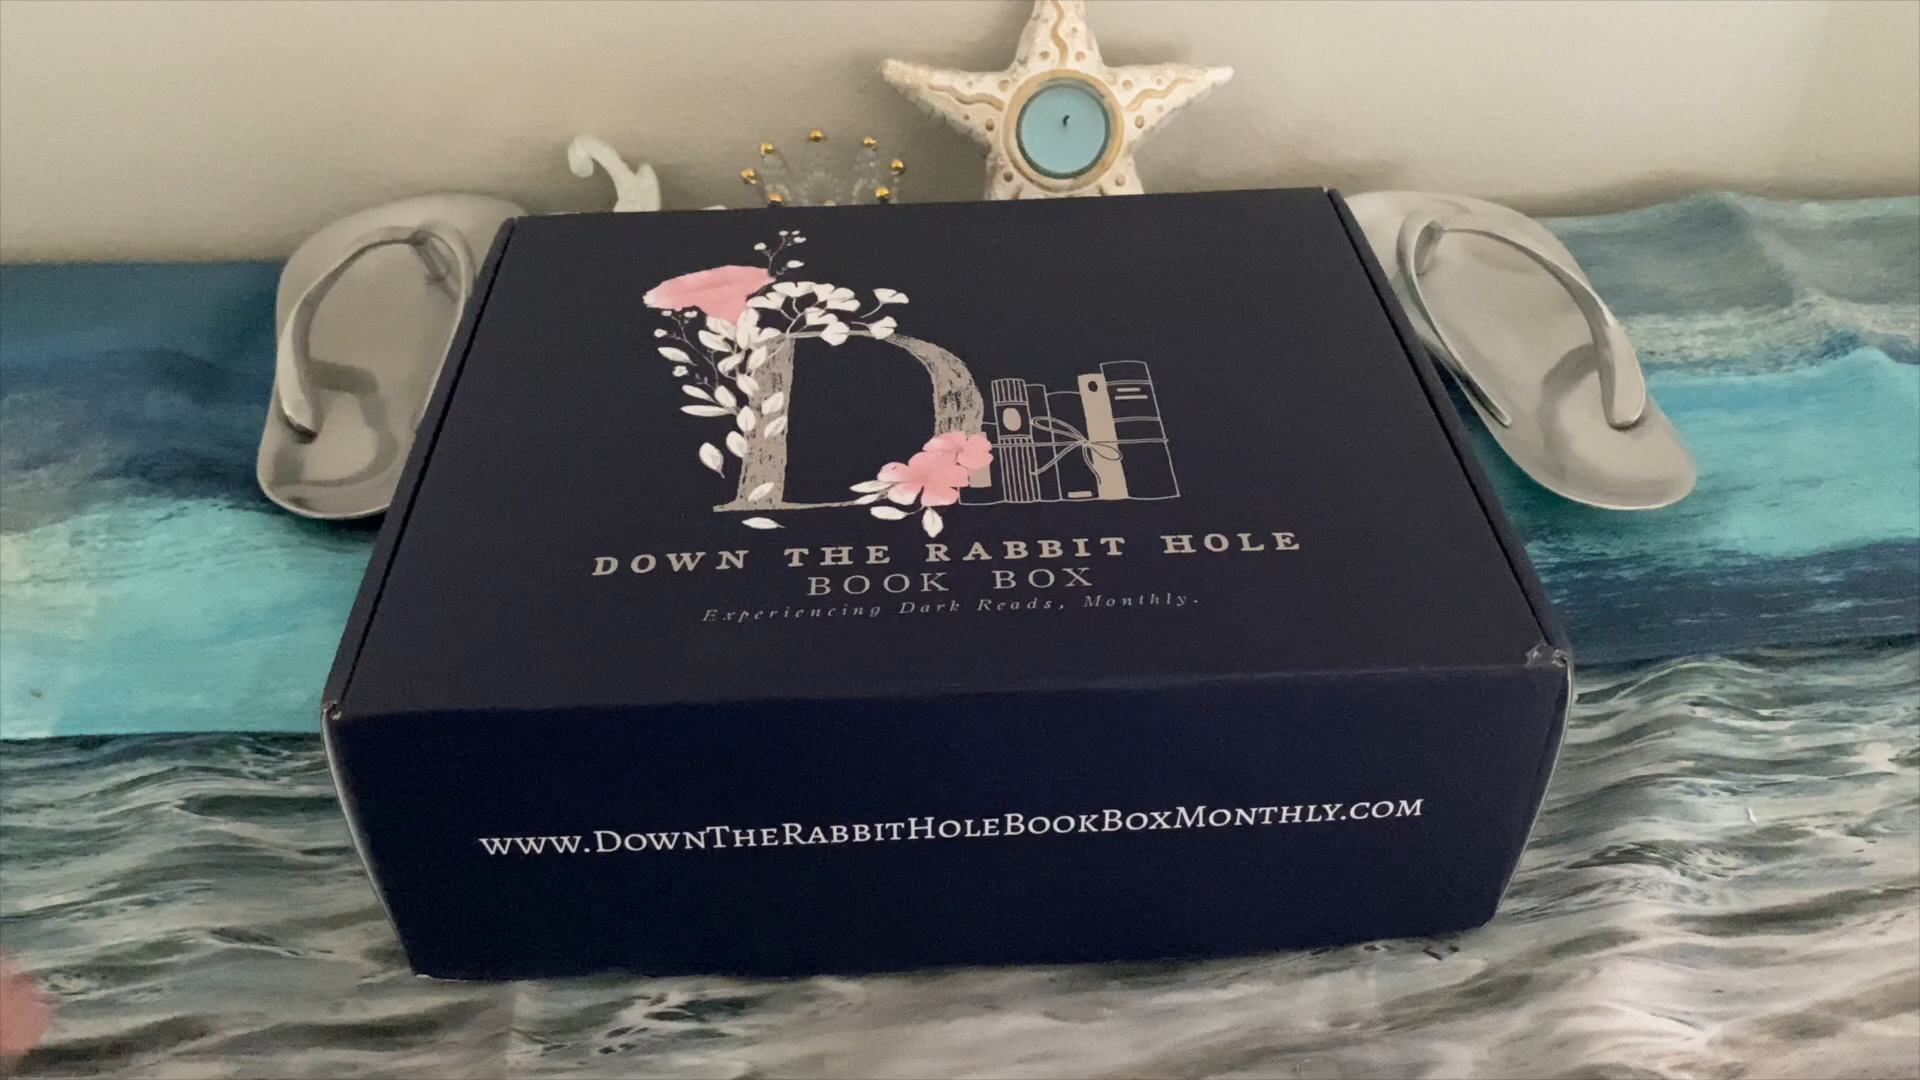 D
DOWN THE RABBIT HOLE
BOOK BOX
Experiencing Dark Reads, Monthly.
www.DownTheRabbitHoleBookBoxMonthly.com